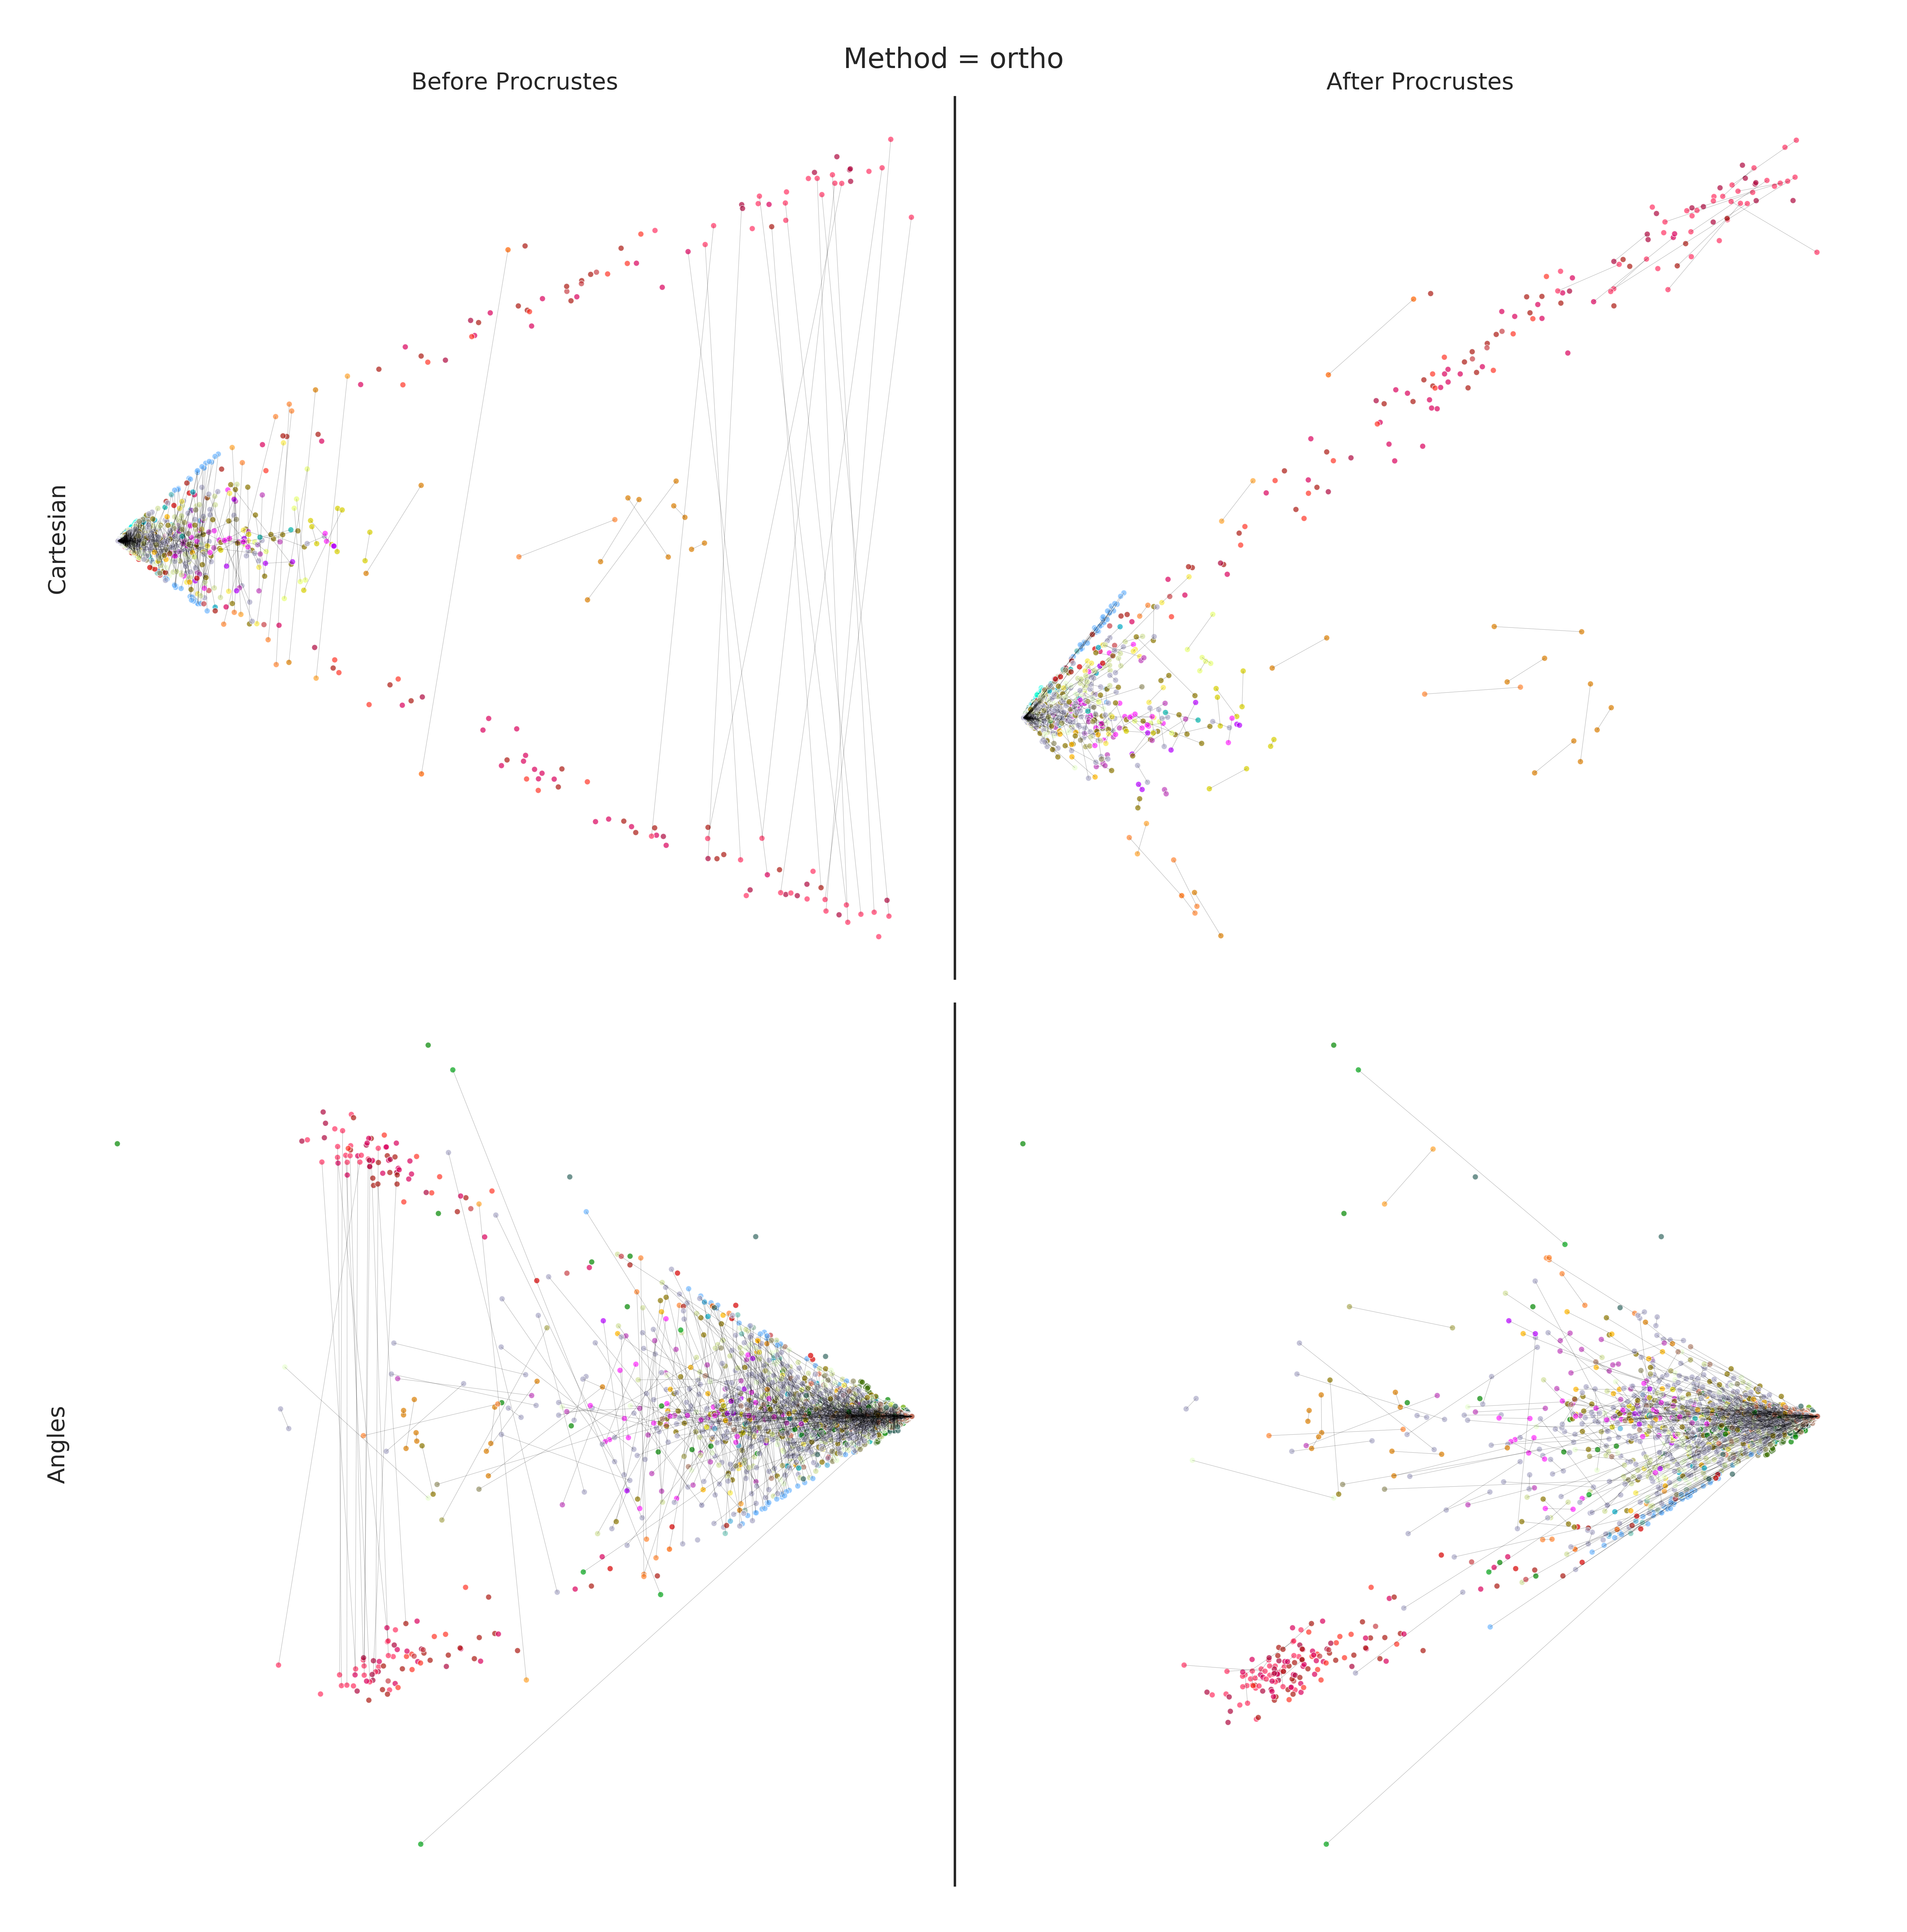 Method = ortho
Before Procrustes
After Procrustes
Cartesian
Angles